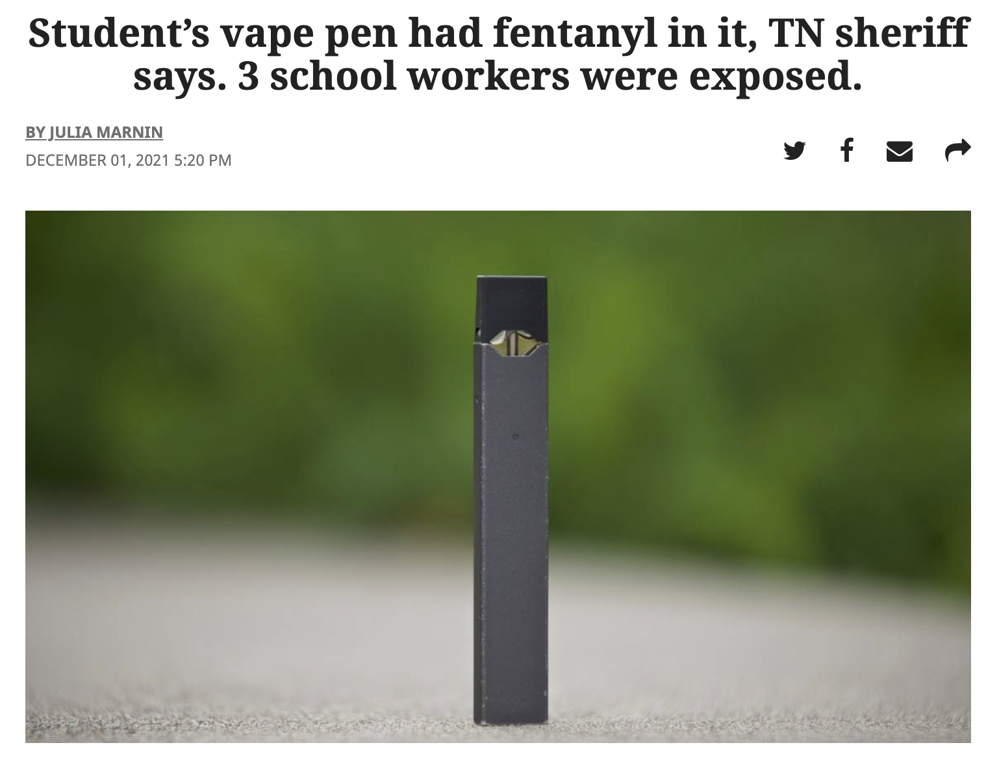 Student’s vape pen had fentanyl in it, TN sheriff
says. 3 school workers were exposed.
BY JULIA MARNIN
DECEMBER 01, 2021 5:20 PM